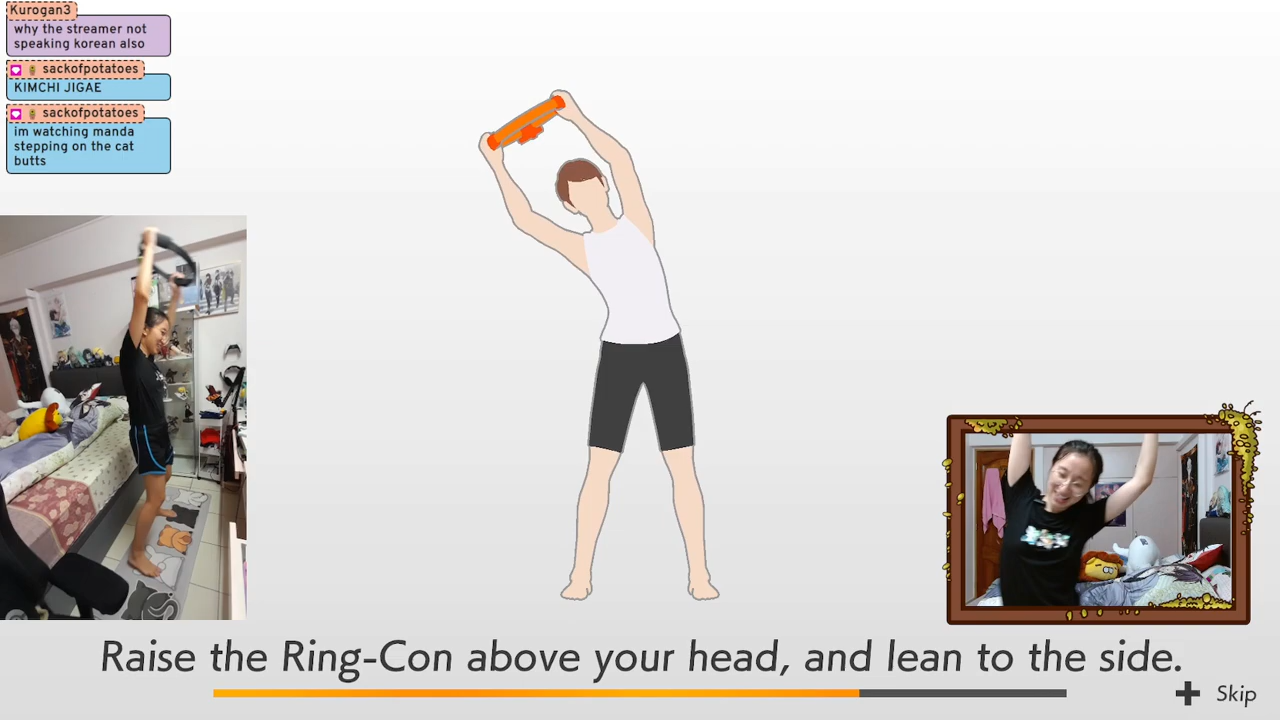 Kurogan3
why the streamer not
speaking korean also
sackofpotatoes
KIMCHI JIGAE
sackofpotatoes
im watching manda
stepping on the cat
butts
Raise the Ring-Con above your head, and lean to the side.
Skip